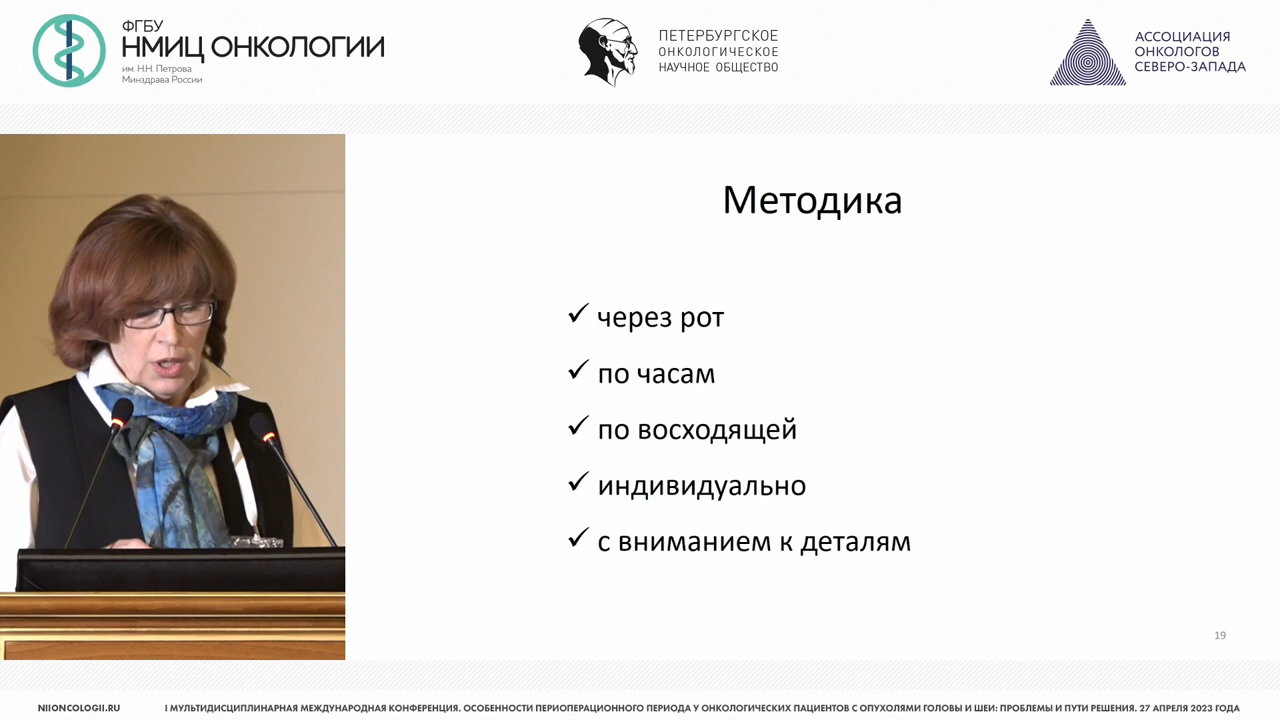 ФГБУ
НМИЦ ОНКОЛОГИИ
им. Н.Н. Петрова
Минздрава России
ПЕТЕРБУРГСКОЕ
ОНКОЛОГИЧЕСКОЕ
НАУЧНОЕ ОБЩЕСТВО
АССОЦИАЦИЯ
ОНКОЛОГОВ
СЕВЕРО-ЗАПАДА
Методика
✓ через рот
✓ по часам
✓ по восходящей
✓ индивидуально
✓ с вниманием к деталям
19
NIIONCOLOGII.RU
I МУЛЬТИДИСЦИПЛИНАРНАЯ МЕЖДУНАРОДНАЯ КОНФЕРЕНЦИЯ. ОСОБЕННОСТИ ПЕРИОПЕРАЦИОННОГО ПЕРИОДА У ОНКОЛОГИЧЕСКИХ ПАЦИЕНТОВ С ОПУХОЛЯМИ ГОЛОВЫ И ШЕИ: ПРОБЛЕМЫ И ПУТИ РЕШЕНИЯ. 27 АПРЕЛЯ 2023 ГОДА